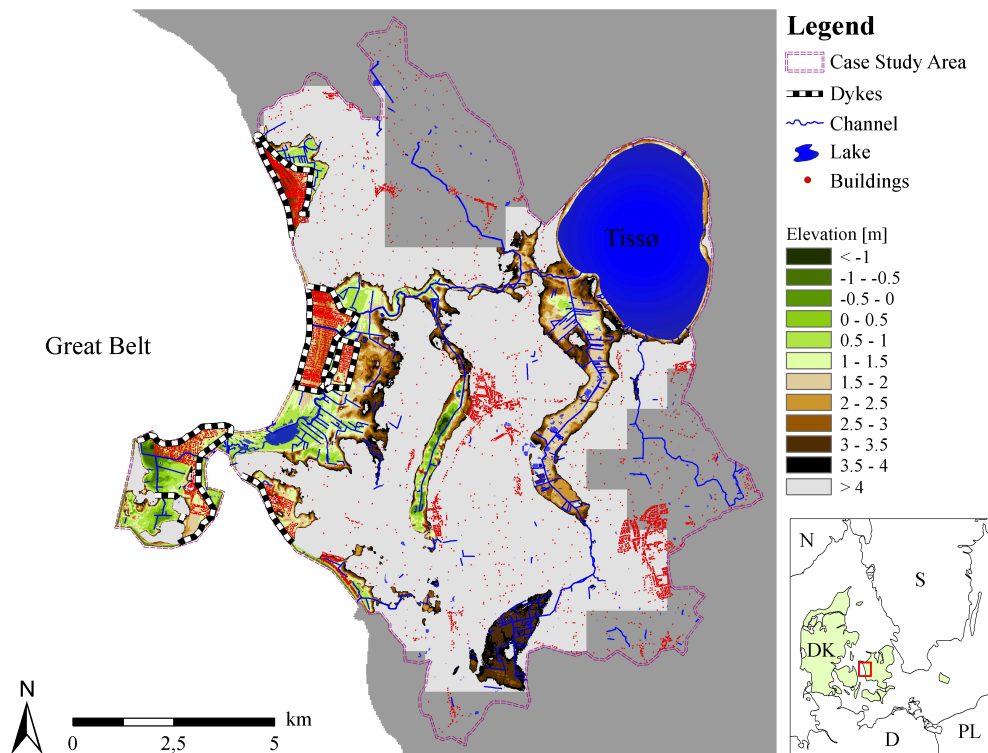 Legend
Case Study Area
Dykes
Channel
Lake
Buildings
Elevation [m]
< -1
-1 - -0.5
-0.5 - 0
0 - 0.5
0.5 - 1
1 - 1.5
1.5 - 2
2 - 2.5
2.5 - 3
3 - 3.5
3.5 - 4
> 4
Tissø
Great Belt
N
km
0 2,5 5
N
S
DK
D
PL